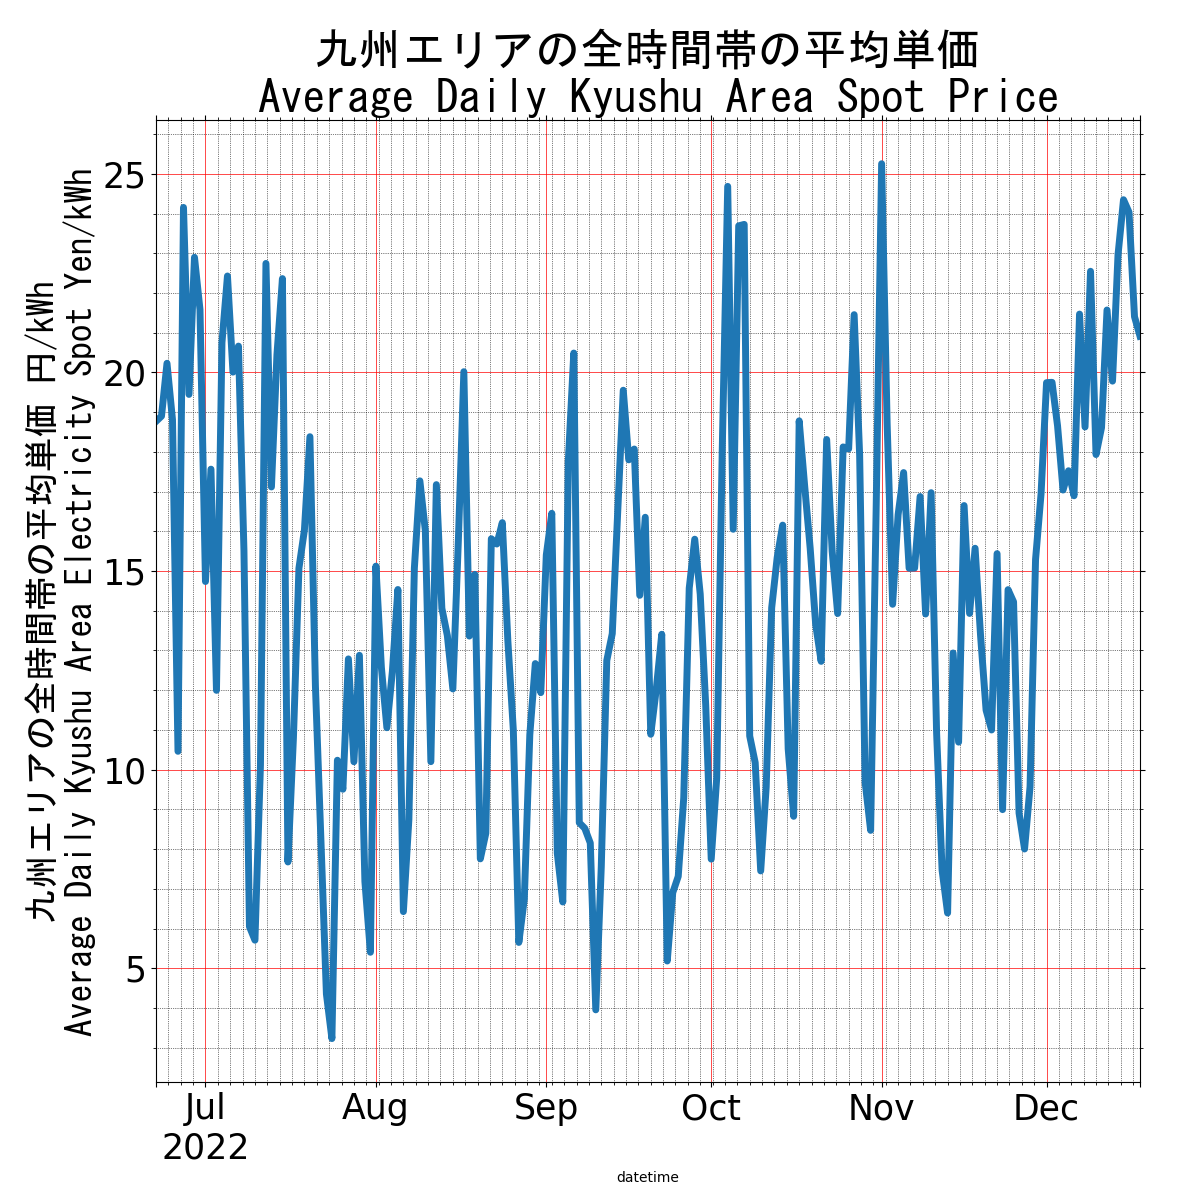 九州エリアの全時間帯の平均単価
Average Daily Kyushu Area Spot Price
九州エリアの全時間帯の平均単価 円/kWh
Average Daily Kyushu Area Electricity Spot Yen/kWh
25
20
15
10
5
Jul Aug Sep Oct Nov Dec
2022
datetime